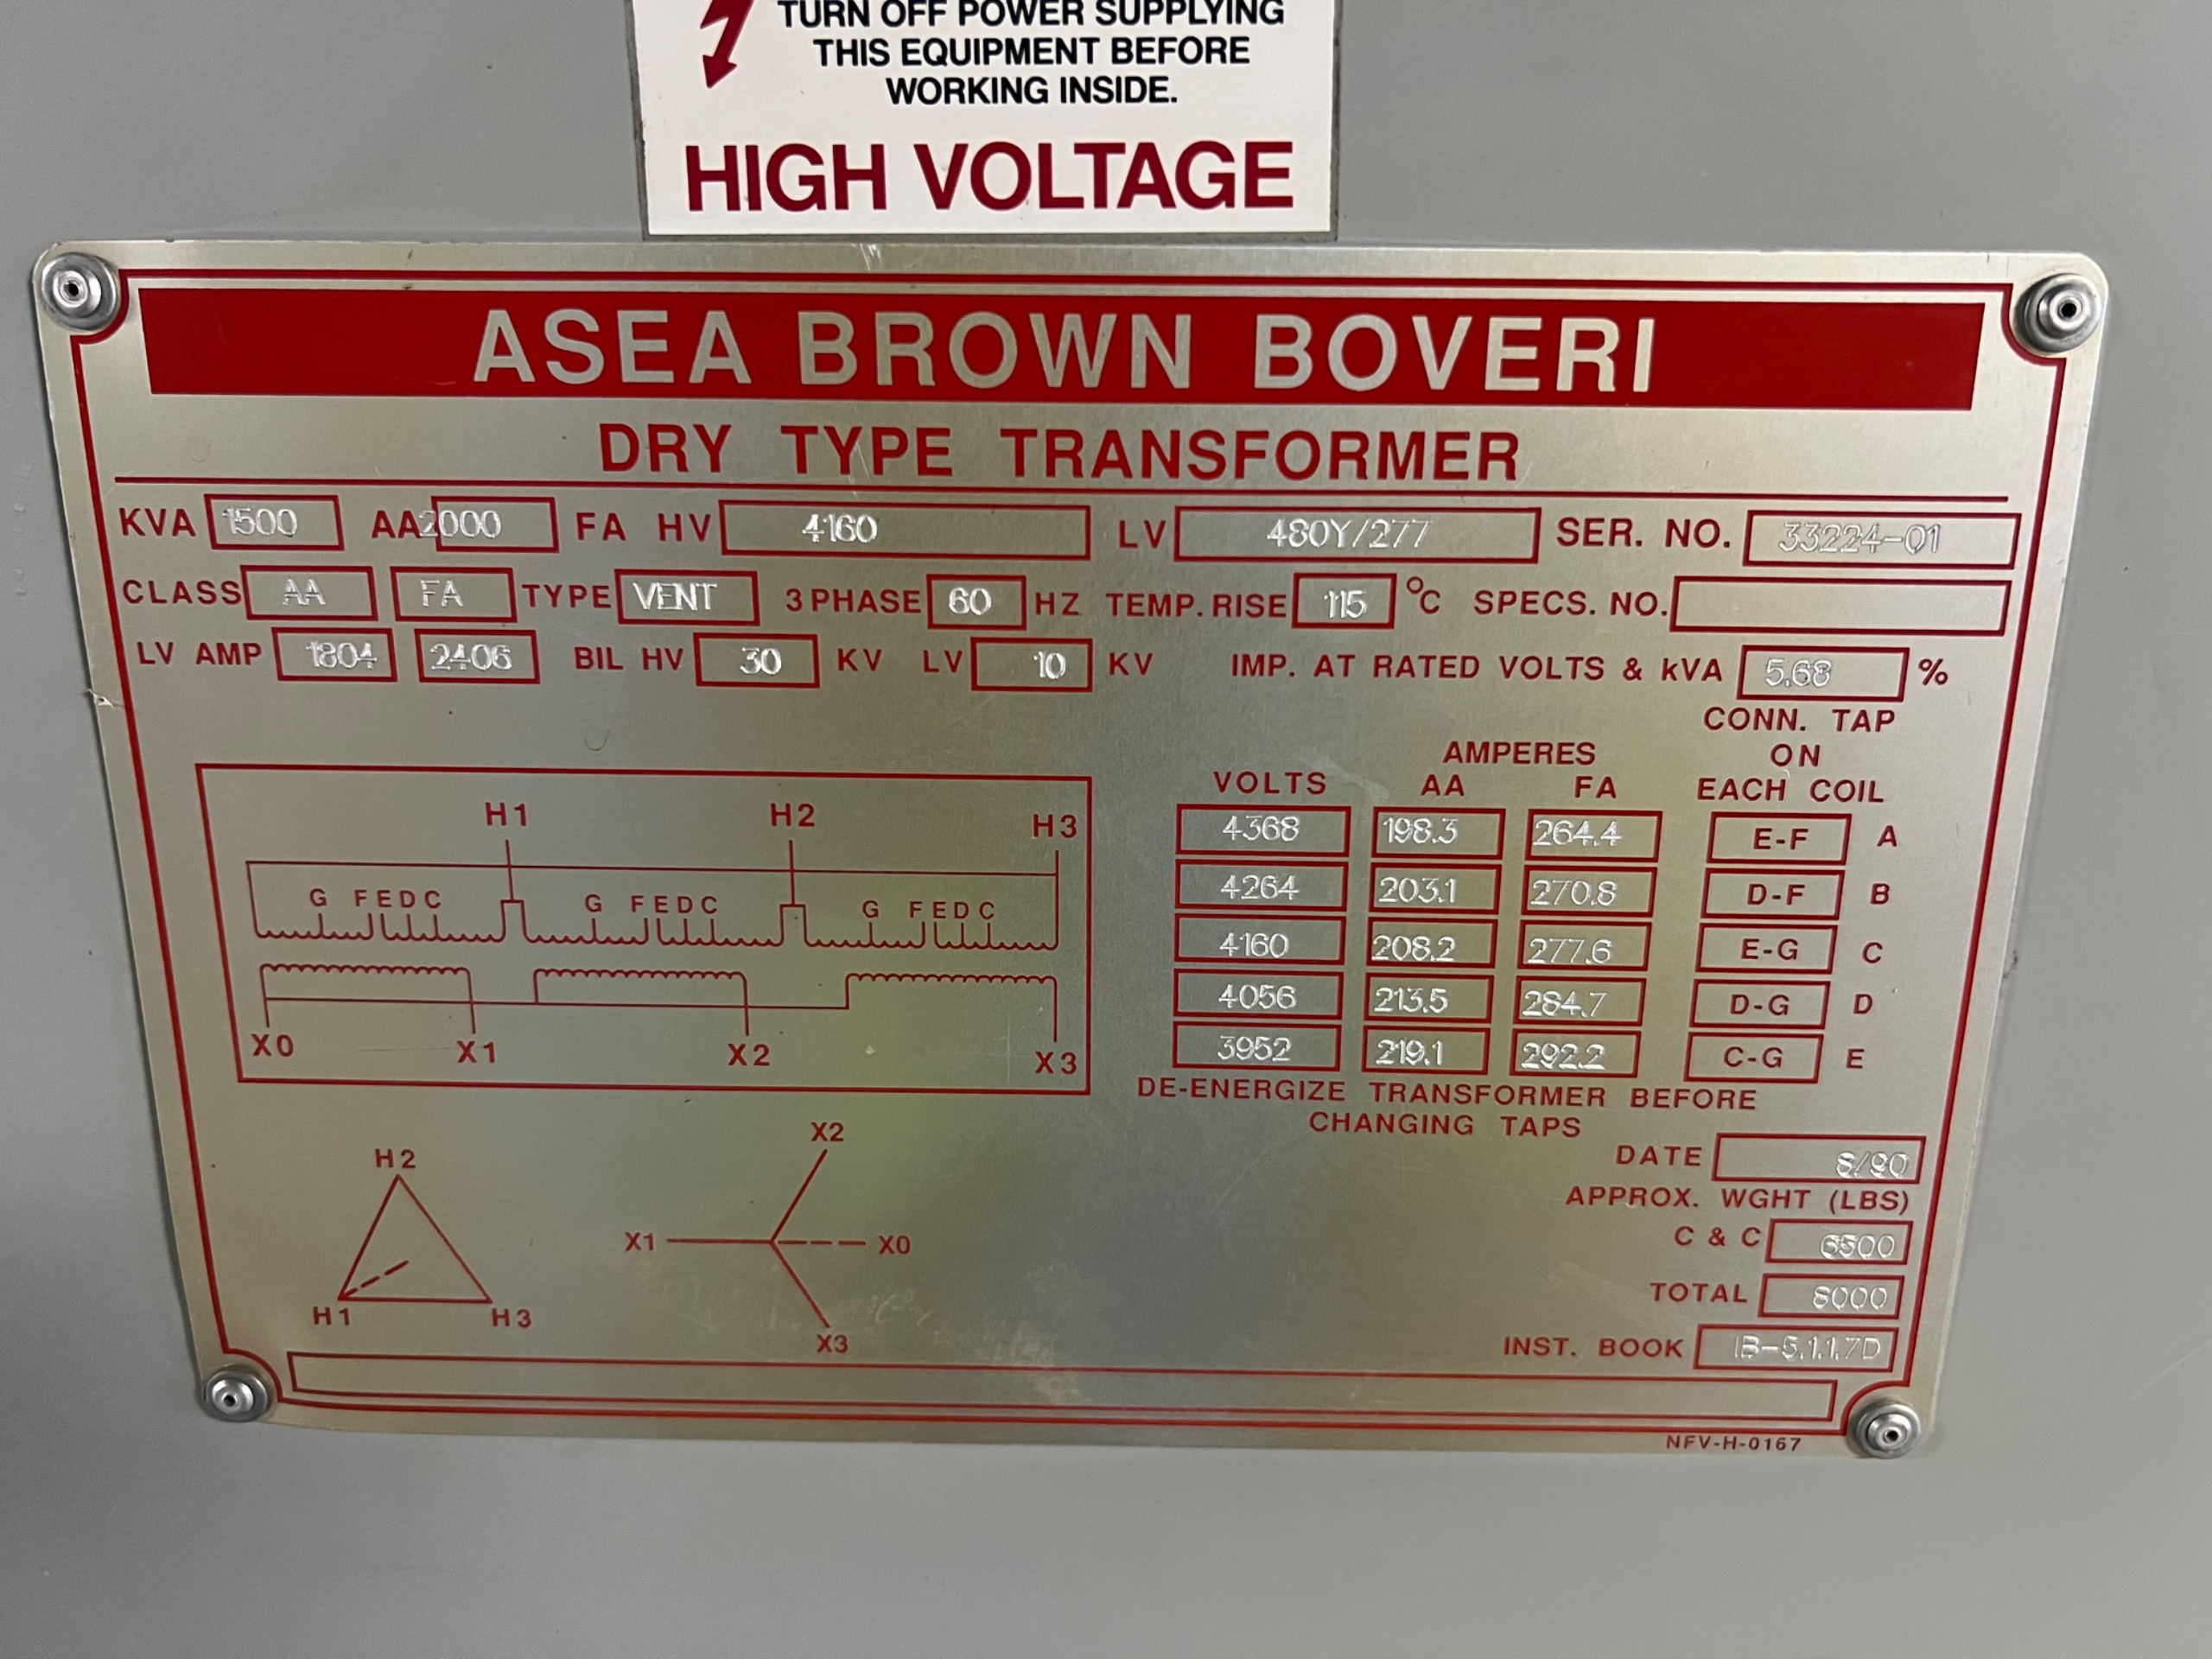 TURN OFF POWER SUPPLYING
THIS EQUIPMENT BEFORE
WORKING INSIDE.
HIGH VOLTAGE
ASEA BROWN BOVERI
DRY TYPE TRANSFORMER
KVA 1500 AA 2000 FA HV 4160 LV 480Y/277 SER. NO. 33224-01
CLASS AA FA TYPE VENT 3 PHASE 60 HZ TEMP. RISE 115 °C SPECS. NO.
LV AMP 1804 2406 BIL HV 30 KV LV 10 KV IMP. AT RATED VOLTS & kVA 5.68 %
CONN. TAP
AMPERES ON
VOLTS AA FA EACH COIL
4368 198.3 264.4 E-F A
4264 203.1 270.8 D-F B
4160 208.2 277.6 E-G C
4056 213.5 284.7 D-G D
3952 219.1 292.2 C-G E
DE-ENERGIZE TRANSFORMER BEFORE
CHANGING TAPS
H1 H2 H3
G F E D C G F E D C G F E D C
X0 X1 X2 X3
H2
H1 H3
X2
X1 X0
X3
DATE 8/90
APPROX. WGHT (LBS)
C & C 6500
TOTAL 8000
INST. BOOK IB-5.1.1.7D
NFV-H-0167